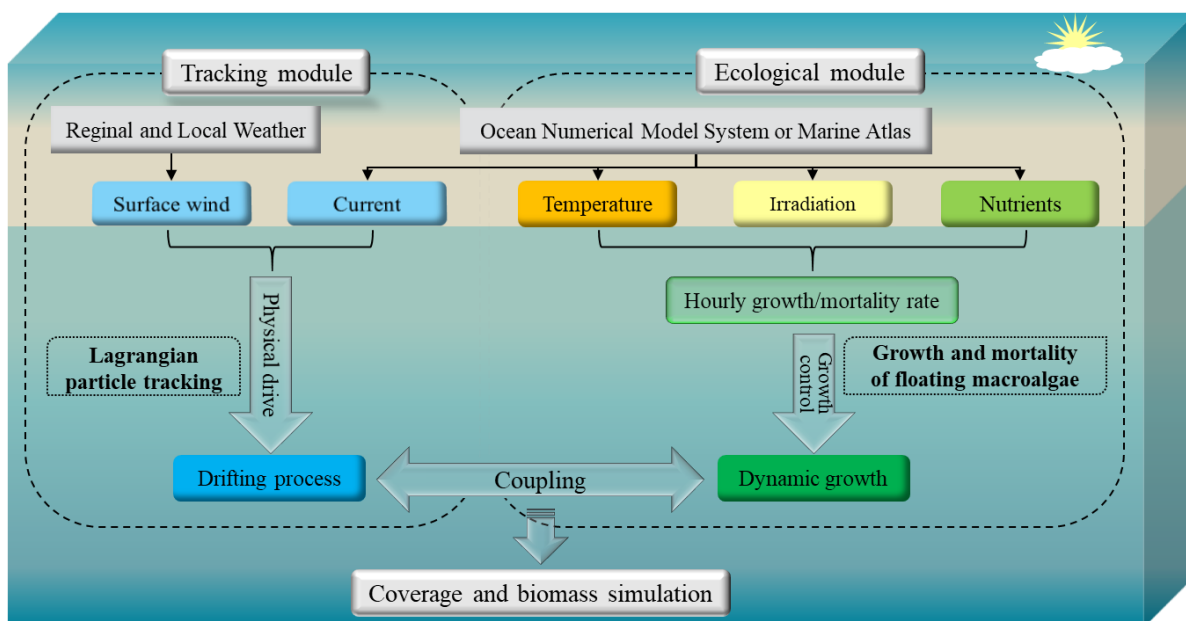 Tracking module
Ecological module
Reginal and Local Weather
Ocean Numerical Model System or Marine Atlas
Surface wind
Current
Temperature
Irradiation
Nutrients
Hourly growth/mortality rate
Physical drive
Lagrangian
particle tracking
Growth
control
Growth and mortality
of floating macroalgae
Drifting process
Coupling
Dynamic growth
Coverage and biomass simulation